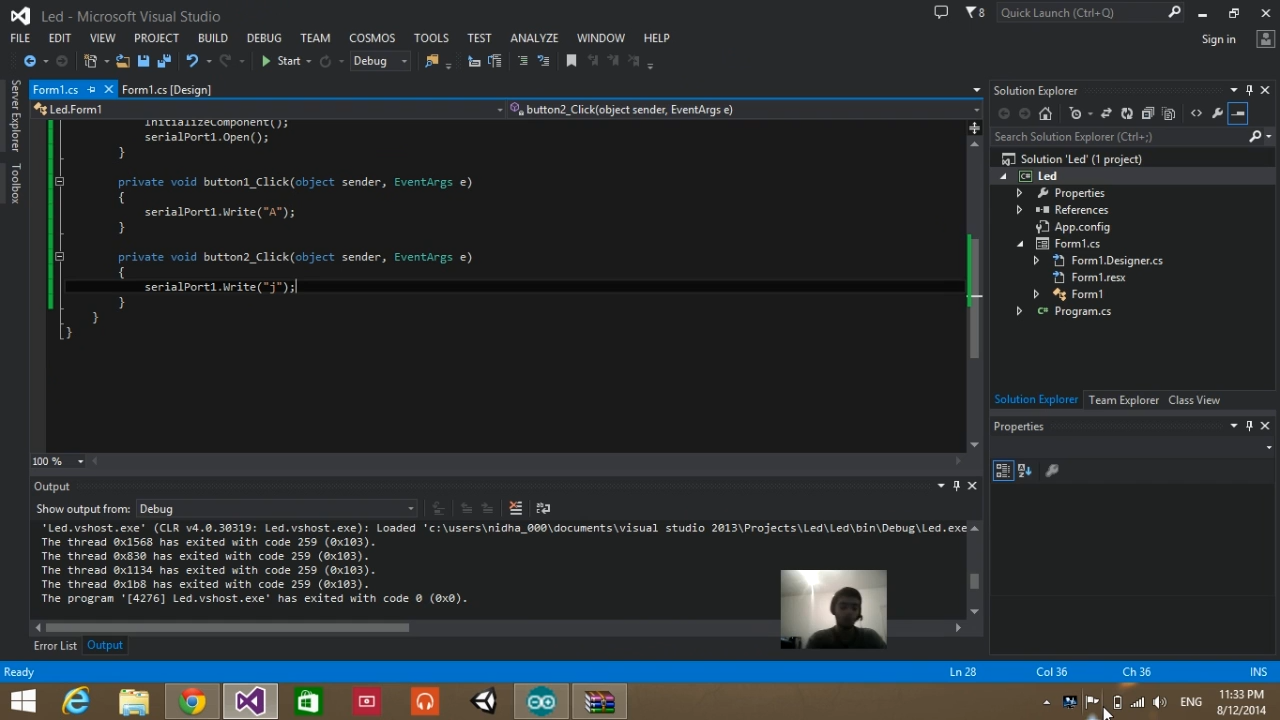 Led - Microsoft Visual Studio
8
Quick Launch (Ctrl+Q)
FILE EDIT VIEW PROJECT BUILD DEBUG TEAM COSMOS TOOLS TEST ANALYZE WINDOW HELP
Sign in
Start Debug
Server Explorer
Toolbox
Form1.cs Form1.cs [Design]
Led.Form1 button2_Click(object sender, EventArgs e)
InitializeComponent();
serialPort1.Open();
}
private void button1_Click(object sender, EventArgs e)
{
serialPort1.Write("A");
}
private void button2_Click(object sender, EventArgs e)
{
serialPort1.Write("j");
}
}
}
100 %
Solution Explorer
Search Solution Explorer (Ctrl+;)
Solution 'Led' (1 project)
Led
Properties
References
App.config
Form1.cs
Form1.Designer.cs
Form1.resx
Form1
Program.cs
Solution Explorer Team Explorer Class View
Properties
Output
Show output from: Debug
'Led.vshost.exe' (CLR v4.0.30319: Led.vshost.exe): Loaded 'c:\users\nidha_000\documents\visual studio 2013\Projects\Led\Led\bin\Debug\Led.exe
The thread 0x1568 has exited with code 259 (0x103).
The thread 0x830 has exited with code 259 (0x103).
The thread 0x1134 has exited with code 259 (0x103).
The thread 0x1b8 has exited with code 259 (0x103).
The program '[4276] Led.vshost.exe' has exited with code 0 (0x0).
Error List Output
Ready Ln 28 Col 36 Ch 36 INS
ENG
11:33 PM
8/12/2014